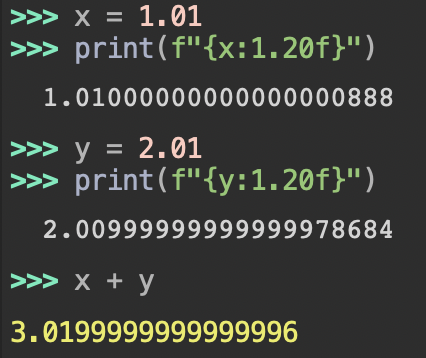 >>> x = 1.01
>>> print(f"{x:1.20f}")
1.01000000000000000888
>>> y = 2.01
>>> print(f"{y:1.20f}")
2.00999999999999978684
>>> x + y
3.0199999999999996